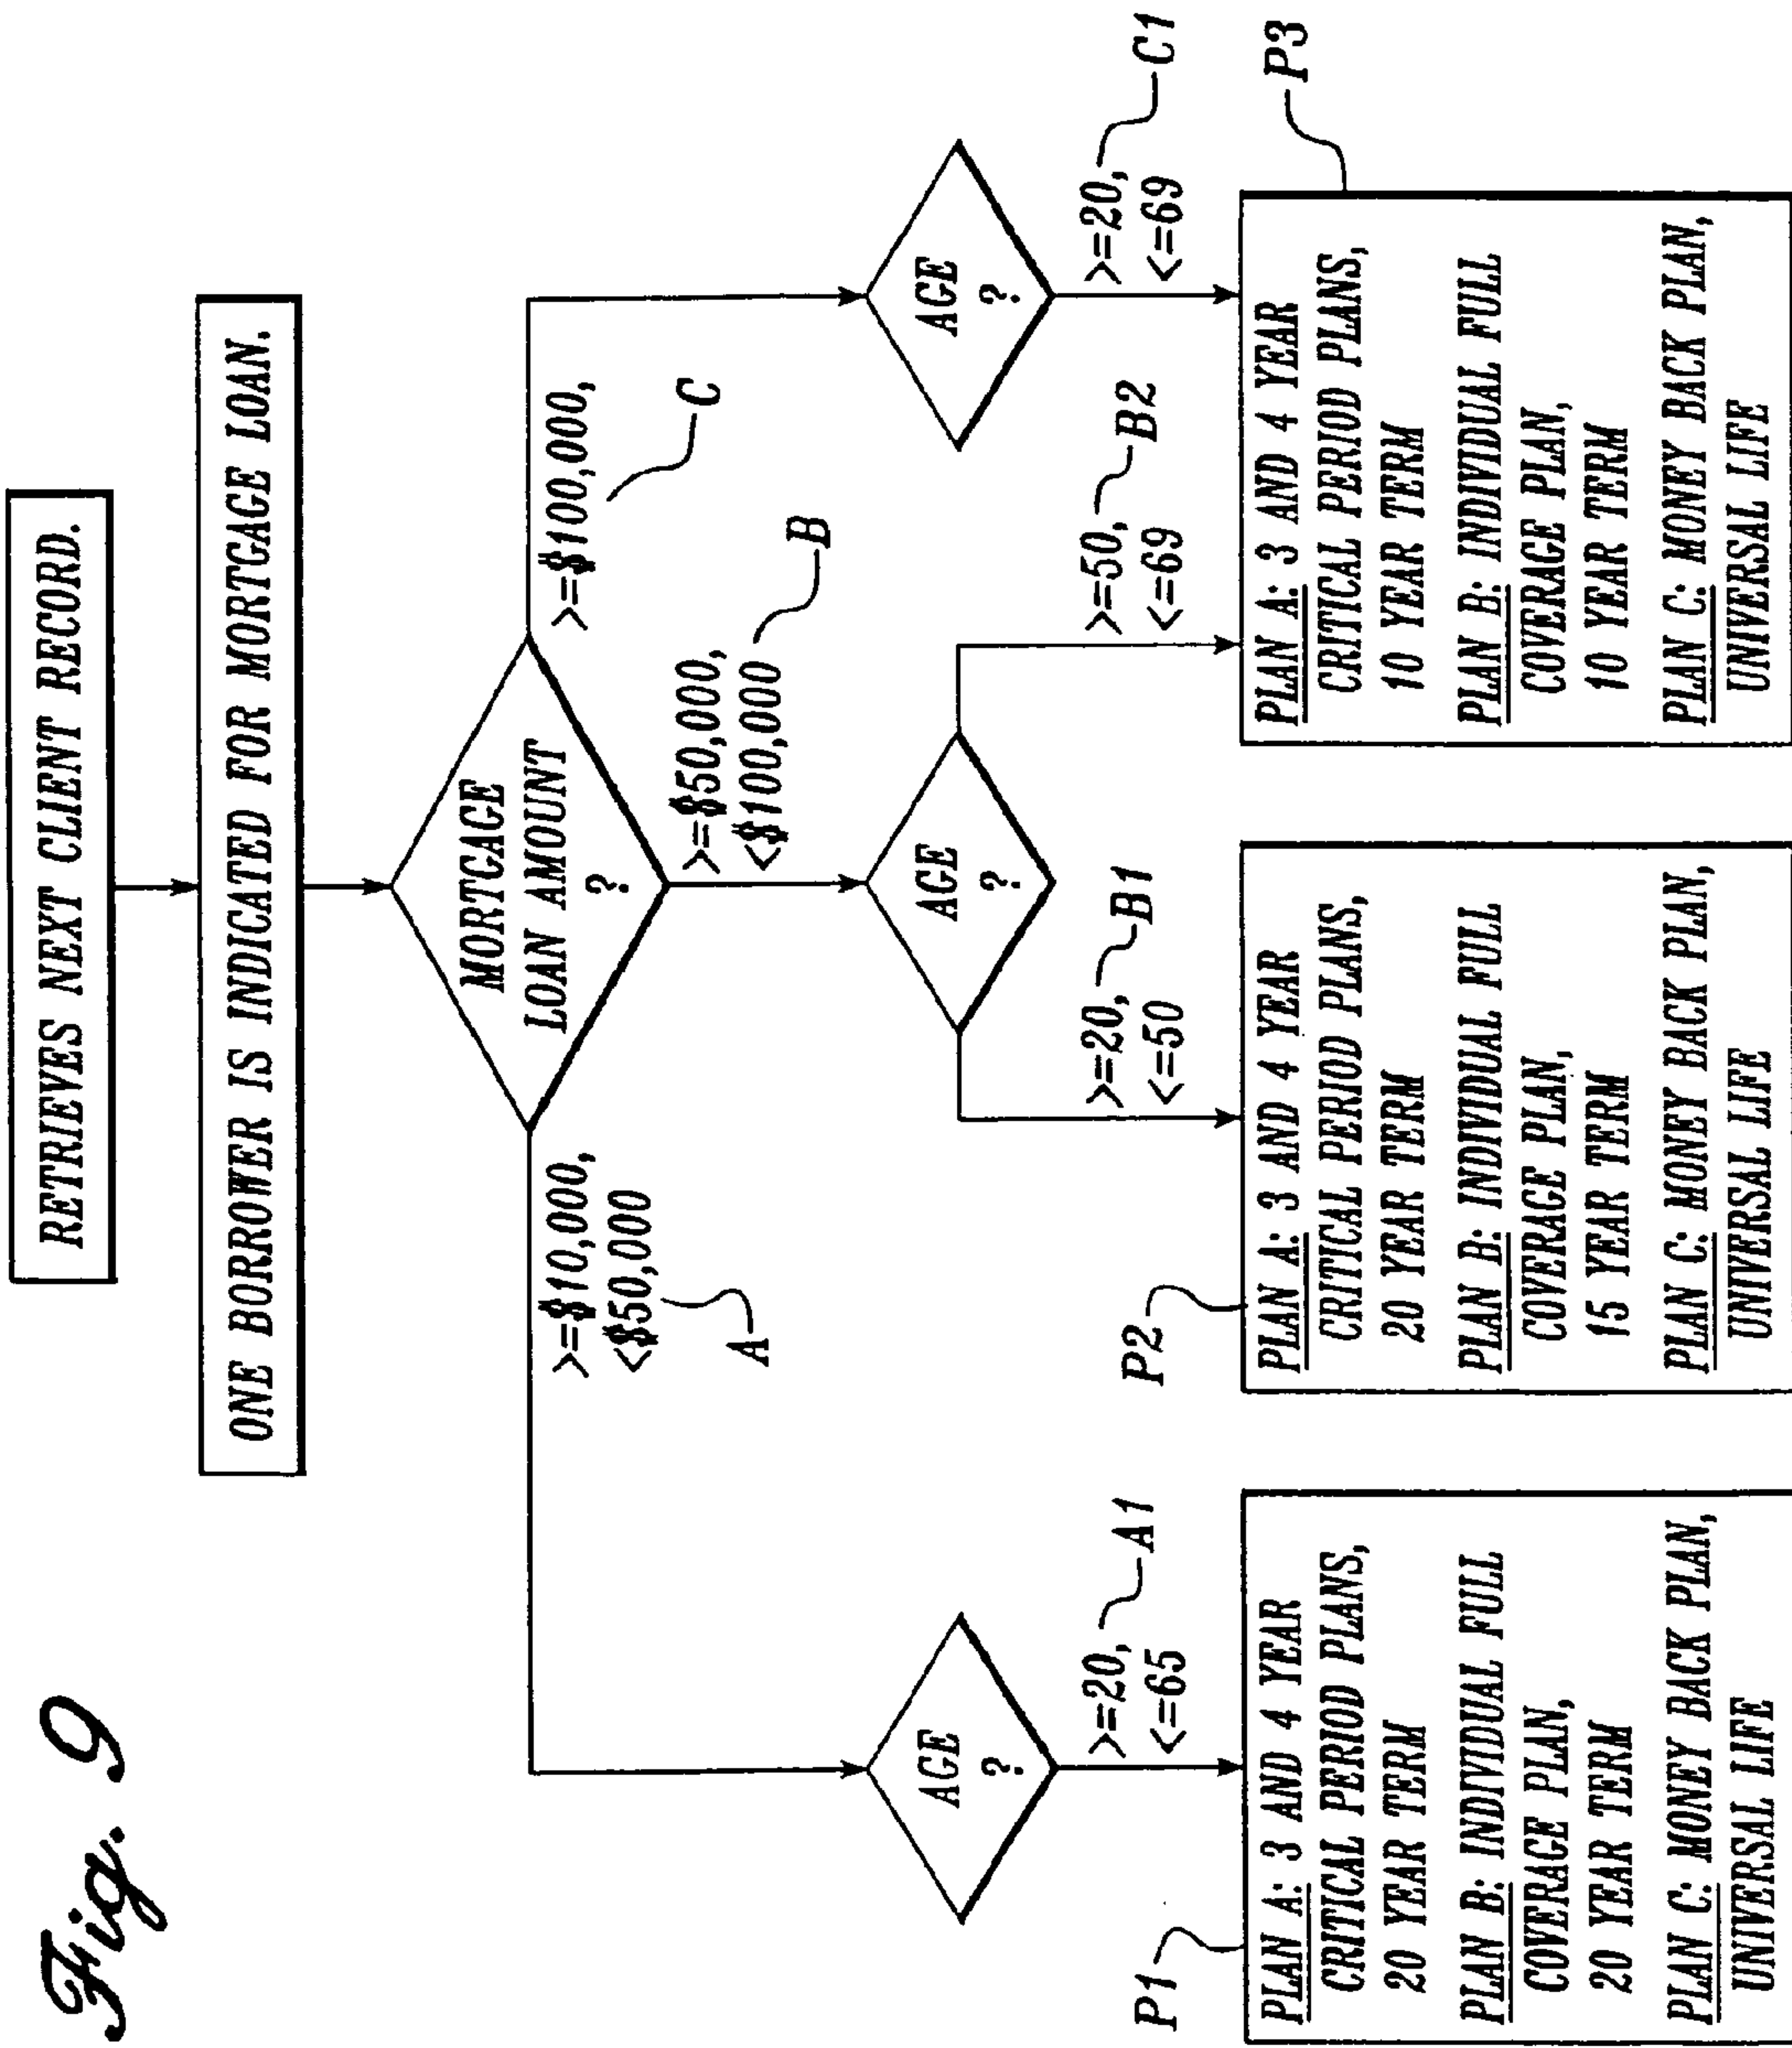 Fig. 9
RETRIEVES NEXT CLIENT RECORD.
ONE BORROWER IS INDICATED FOR MORTGAGE LOAN.
MORTGAGE
LOAN AMOUNT
?
>=$10,000,
<$50,000
A
>=$50,000,
<$100,000
B
>=$100,000,
C
AGE
?
>=20,
<=65
A1
AGE
?
>=20,
<=50
B1
>=50,
<=69
B2
AGE
?
>=20,
<=69
C1
P1
PLAN A: 3 AND 4 YEAR
CRITICAL PERIOD PLANS,
20 YEAR TERM
PLAN B: INDIVIDUAL FULL
COVERAGE PLAN,
20 YEAR TERM
PLAN C: MONEY BACK PLAN,
UNIVERSAL LIFE
P2
PLAN A: 3 AND 4 YEAR
CRITICAL PERIOD PLANS,
20 YEAR TERM
PLAN B: INDIVIDUAL FULL
COVERAGE PLAN,
15 YEAR TERM
PLAN C: MONEY BACK PLAN,
UNIVERSAL LIFE
P3
PLAN A: 3 AND 4 YEAR
CRITICAL PERIOD PLANS,
10 YEAR TERM
PLAN B: INDIVIDUAL FULL
COVERAGE PLAN,
10 YEAR TERM
PLAN C: MONEY BACK PLAN,
UNIVERSAL LIFE